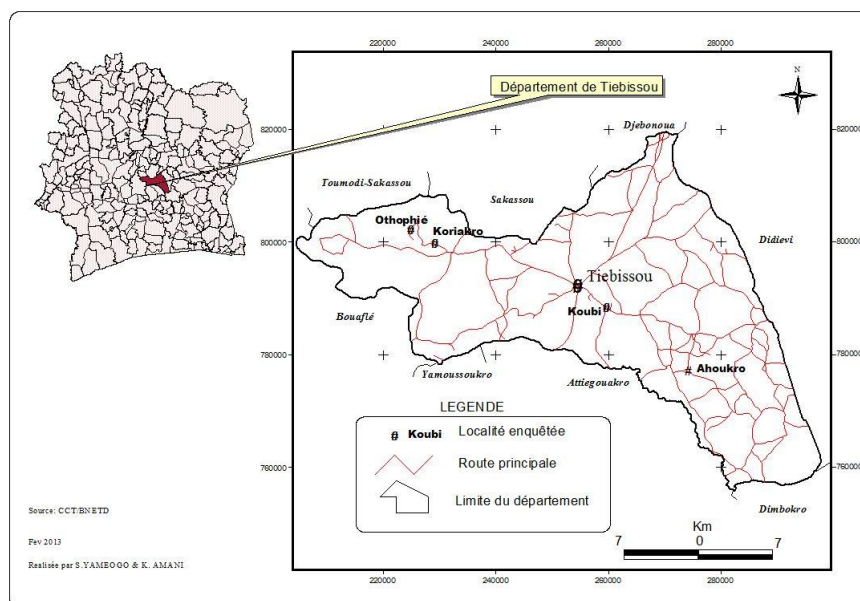 220000 240000 260000 280000
Département de Tiebissou
N
820000 820000
Djebonoua
Toumodi-Sakassou
Sakassou
Othophié
Koriakro
800000 800000
Didievi
Tiebissou
Koubi
Bouaflé
780000 780000
Ahoukro
Yamoussoukro
Attiegouakro
LEGENDE
# Koubi Localité enquêtée
Route principale
Limite du département
760000 760000
Dimbokro
Km
7 0 7
220000 240000 260000 280000
Source: CCT/BNETD
Fev 2013
Realisée par S.YAMEOGO & K. AMANI